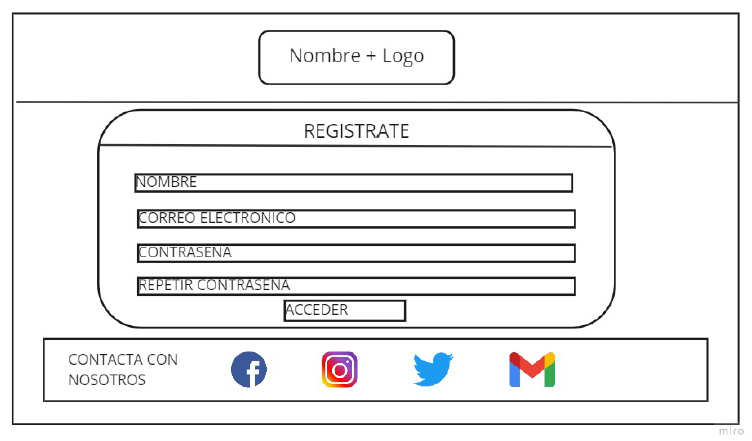 Nombre + Logo
REGISTRATE
NOMBRE
CORREO ELECTRONICO
CONTRASENA
REPETIR CONTRASENA
ACCEDER
CONTACTA CON
NOSOTROS
miro